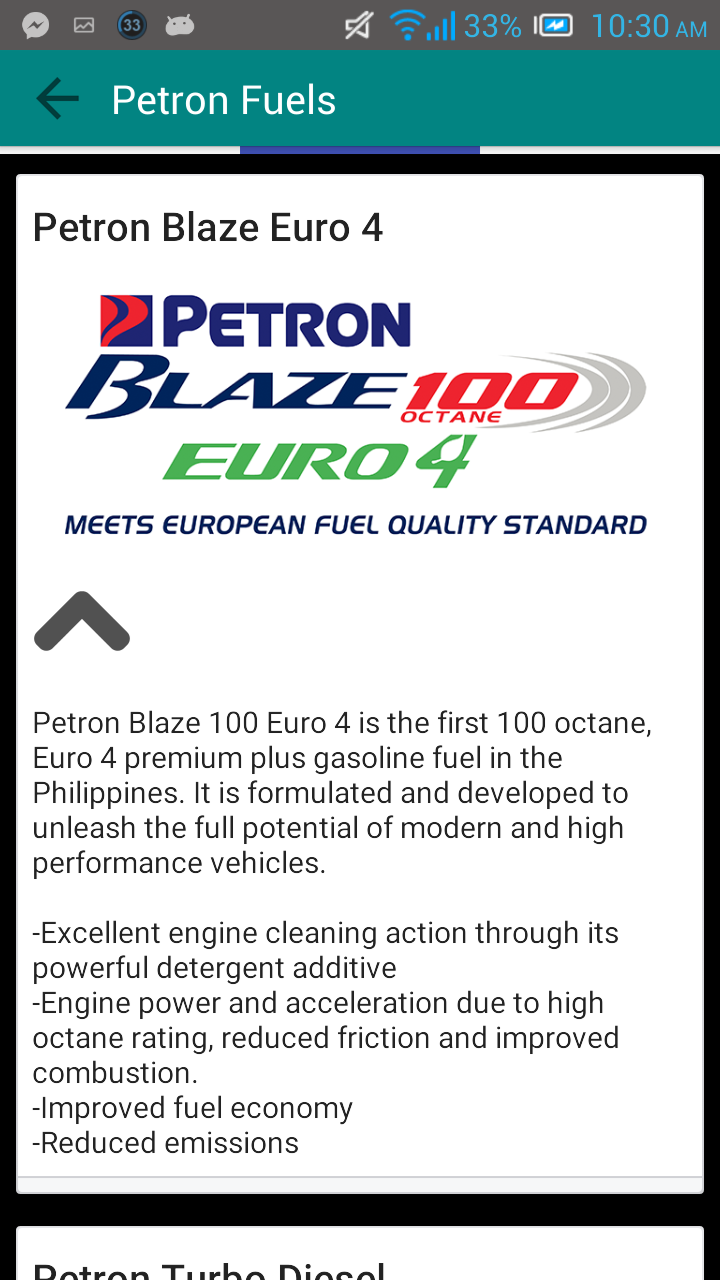 33 33% 10:30 AM
Petron Fuels
Petron Blaze Euro 4
PETRON
BLAZE 100
OCTANE
EURO 4
MEETS EUROPEAN FUEL QUALITY STANDARD
Petron Blaze 100 Euro 4 is the first 100 octane,
Euro 4 premium plus gasoline fuel in the
Philippines. It is formulated and developed to
unleash the full potential of modern and high
performance vehicles.
-Excellent engine cleaning action through its
powerful detergent additive
-Engine power and acceleration due to high
octane rating, reduced friction and improved
combustion.
-Improved fuel economy
-Reduced emissions
Petron Turbo Diesel